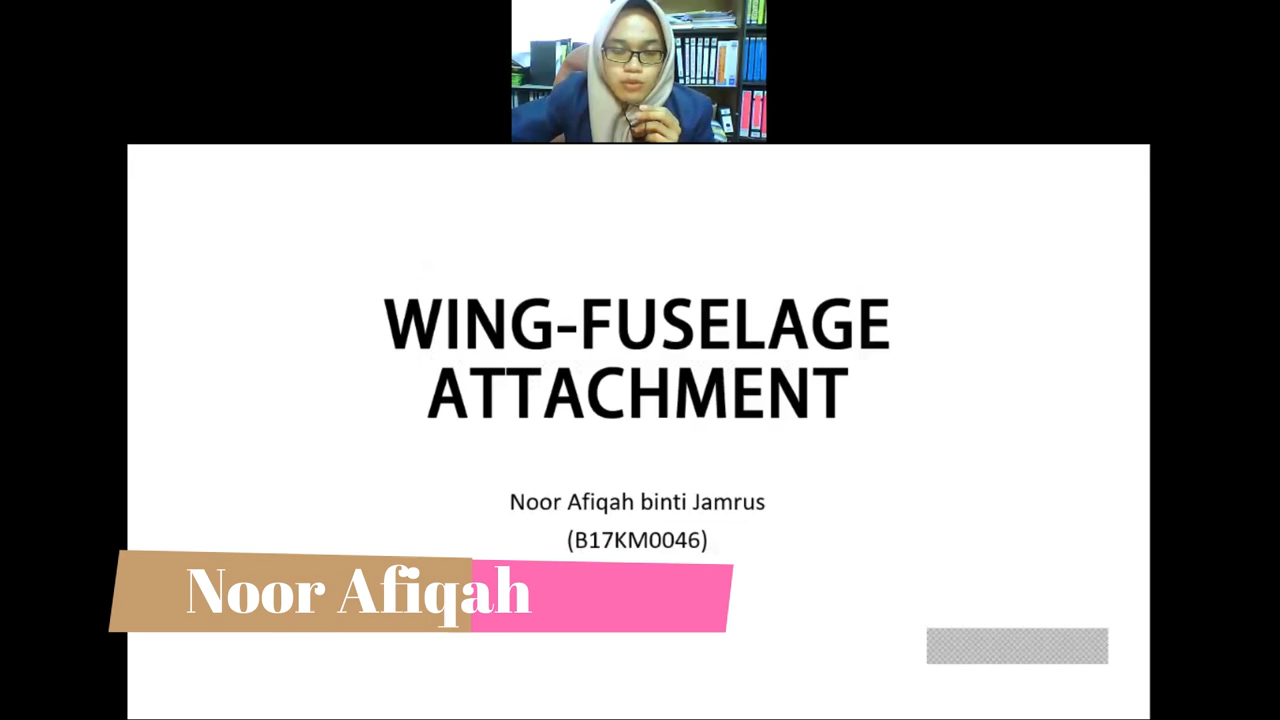 WING-FUSELAGE
ATTACHMENT
Noor Afiqah binti Jamrus
(B17KM0046)
Noor Afiqah